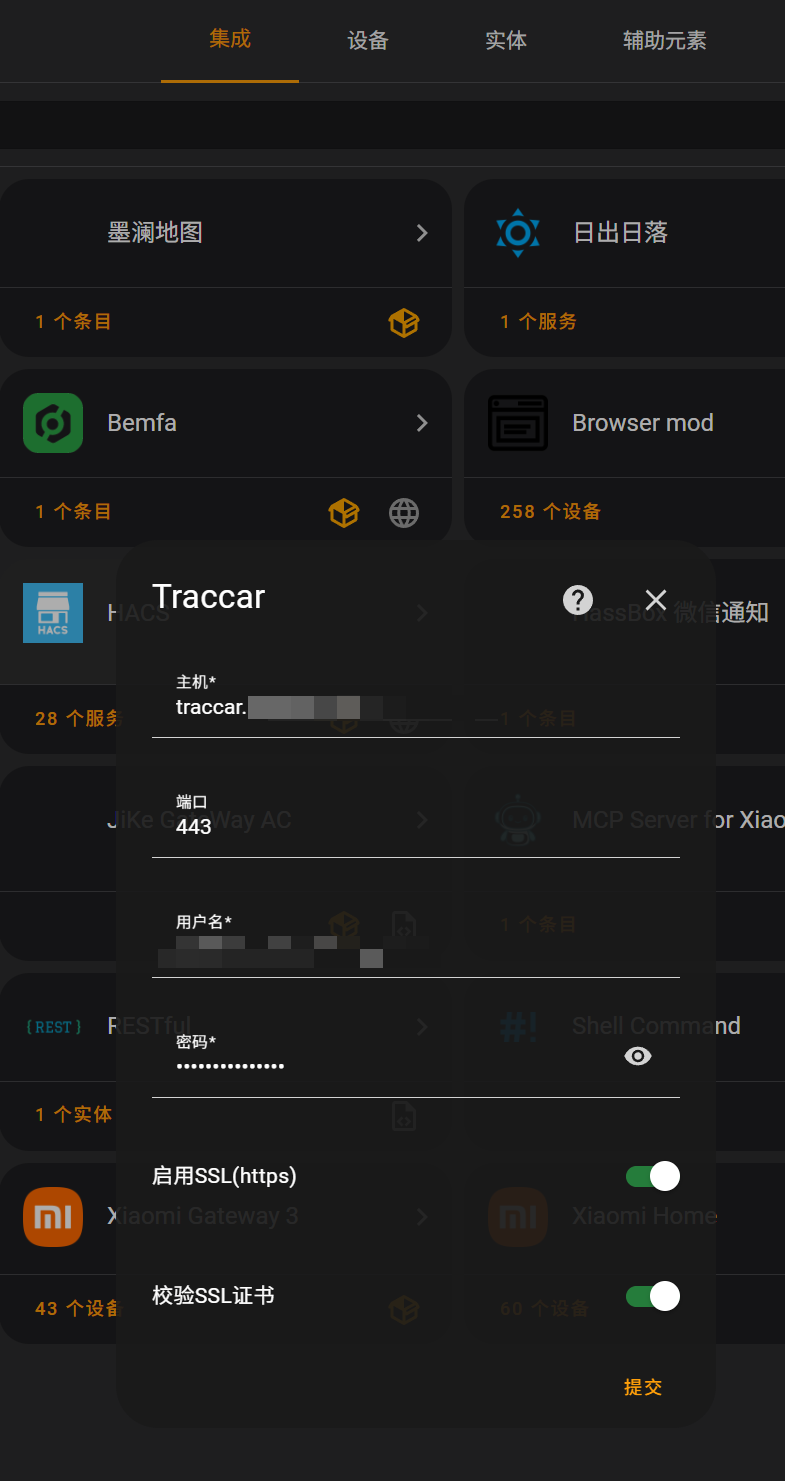 集成
设备
实体
辅助元素
墨澜地图
日出日落
1 个条目
1 个服务
Bemfa
Browser mod
1 个条目
258 个设备
Traccar
HACS
HACS
HassBox 微信通知
主机*
traccar.
28 个服务
1 个条目
端口
443
JiKe GateWay AC
MCP Server for Xiao
用户名*
1 个条目
{REST}
RESTful
#!
Shell Command
密码*
•••••••••••••••
1 个实体
启用SSL(https)
Xiaomi Gateway 3
Xiaomi Home
校验SSL证书
43 个设备
60 个设备
提交